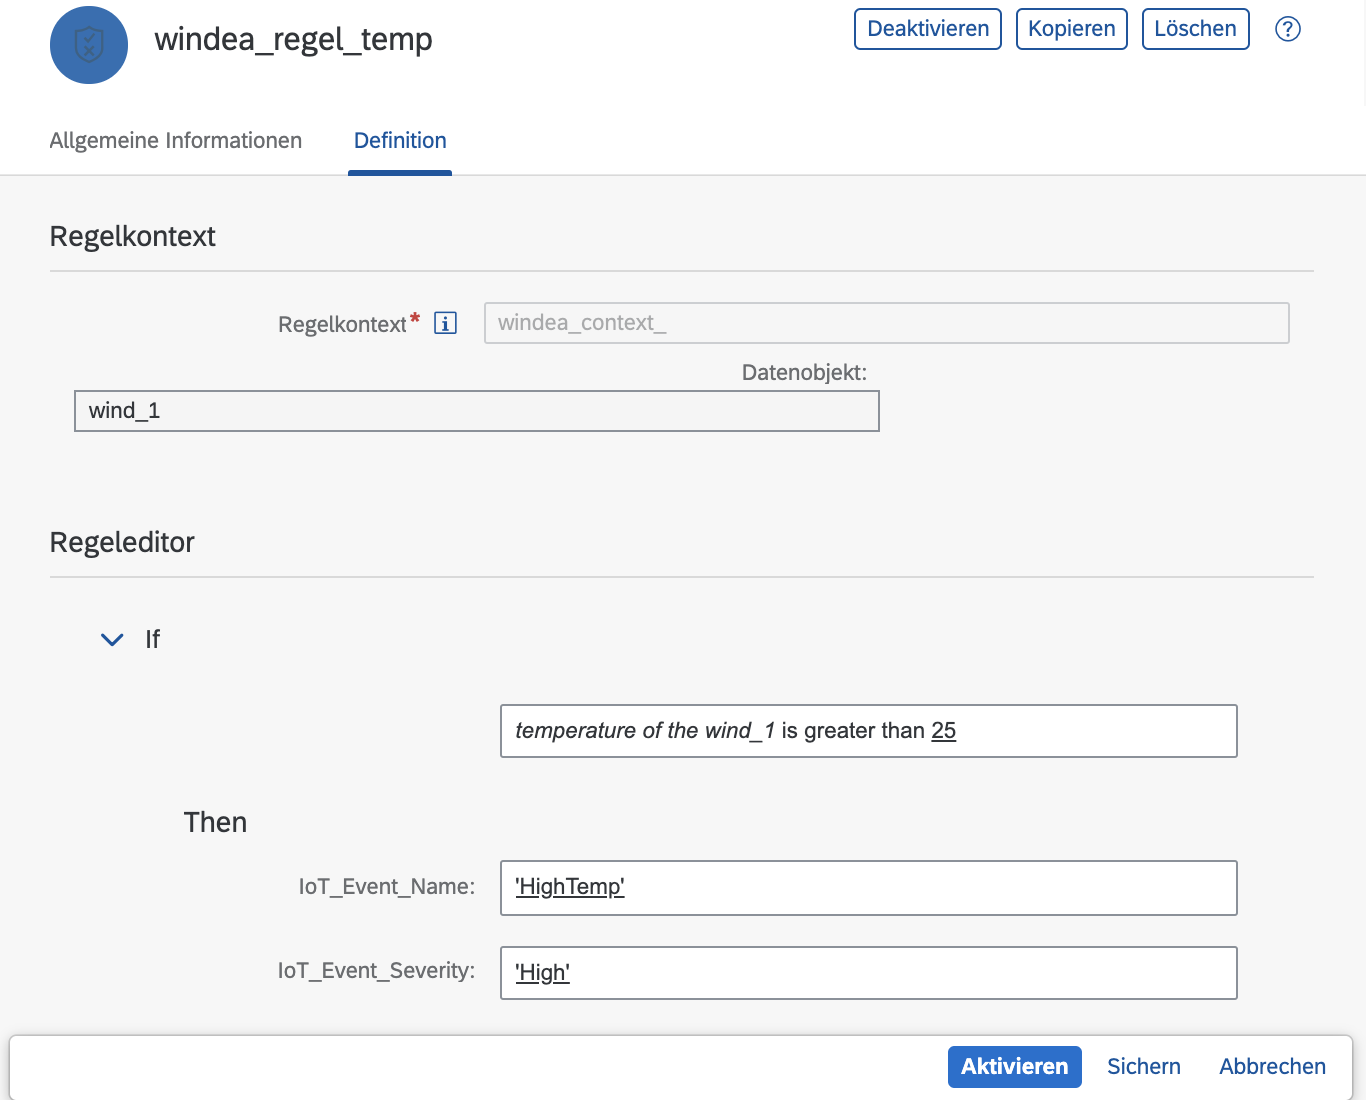 windea_regel_temp
Deaktivieren Kopieren Löschen
Allgemeine Informationen Definition
Regelkontext
Regelkontext* windea_context_
Datenobjekt:
wind_1
Regeleditor
If
temperature of the wind_1 is greater than 25
Then
IoT_Event_Name: 'HighTemp'
IoT_Event_Severity: 'High'
Aktivieren Sichern Abbrechen